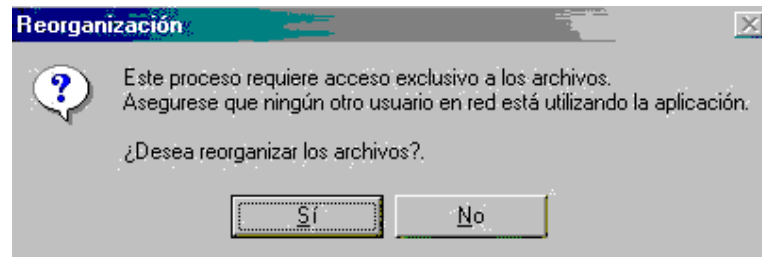 Reorganización
Este proceso requiere acceso exclusivo a los archivos.
Asegurese que ningún otro usuario en red está utilizando la aplicación.
¿Desea reorganizar los archivos?.
Sí
No